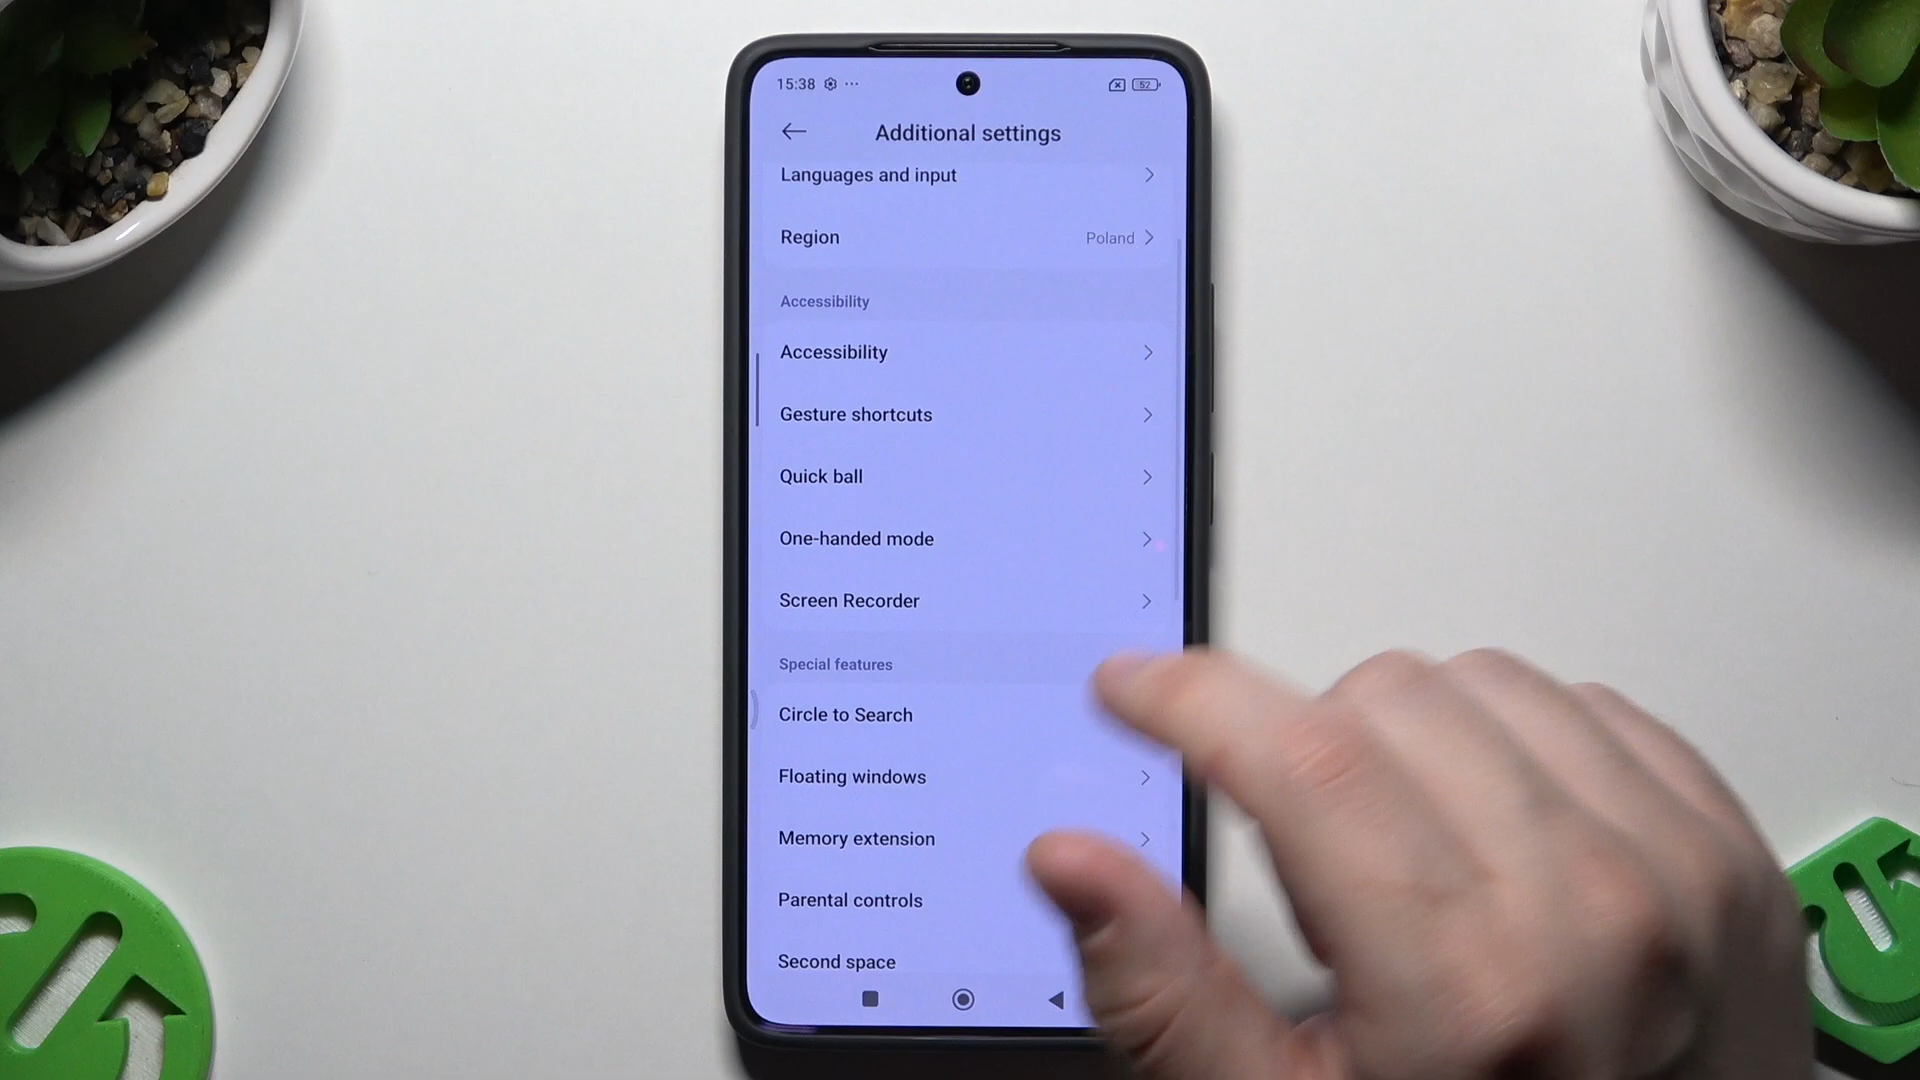 15:38 ... 52
Additional settings
Languages and input
Region Poland
Accessibility
Accessibility
Gesture shortcuts
Quick ball
One-handed mode
Screen Recorder
Special features
Circle to Search
Floating windows
Memory extension
Parental controls
Second space